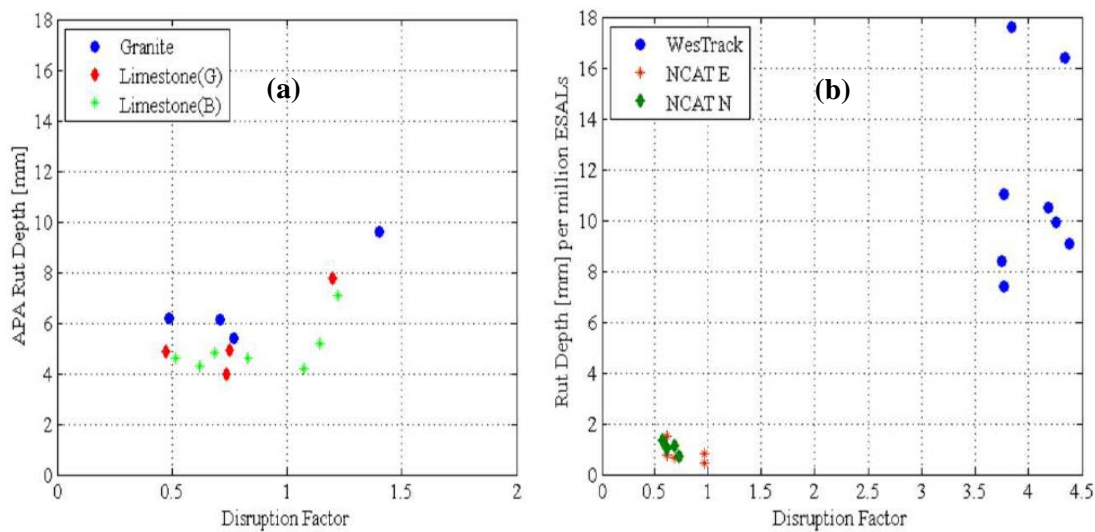 18
16
14
12
10
8
6
4
2
0
APA Rut Depth [mm]
Granite
Limestone(G)
Limestone(B)
(a)
0
0.5
1
1.5
2
Disruption Factor
18
16
14
12
10
8
6
4
2
0
Rut Depth [mm] per million ESALs
WesTrack
NCAT E
NCAT N
(b)
0
0.5
1
1.5
2
2.5
3
3.5
4
4.5
Disruption Factor